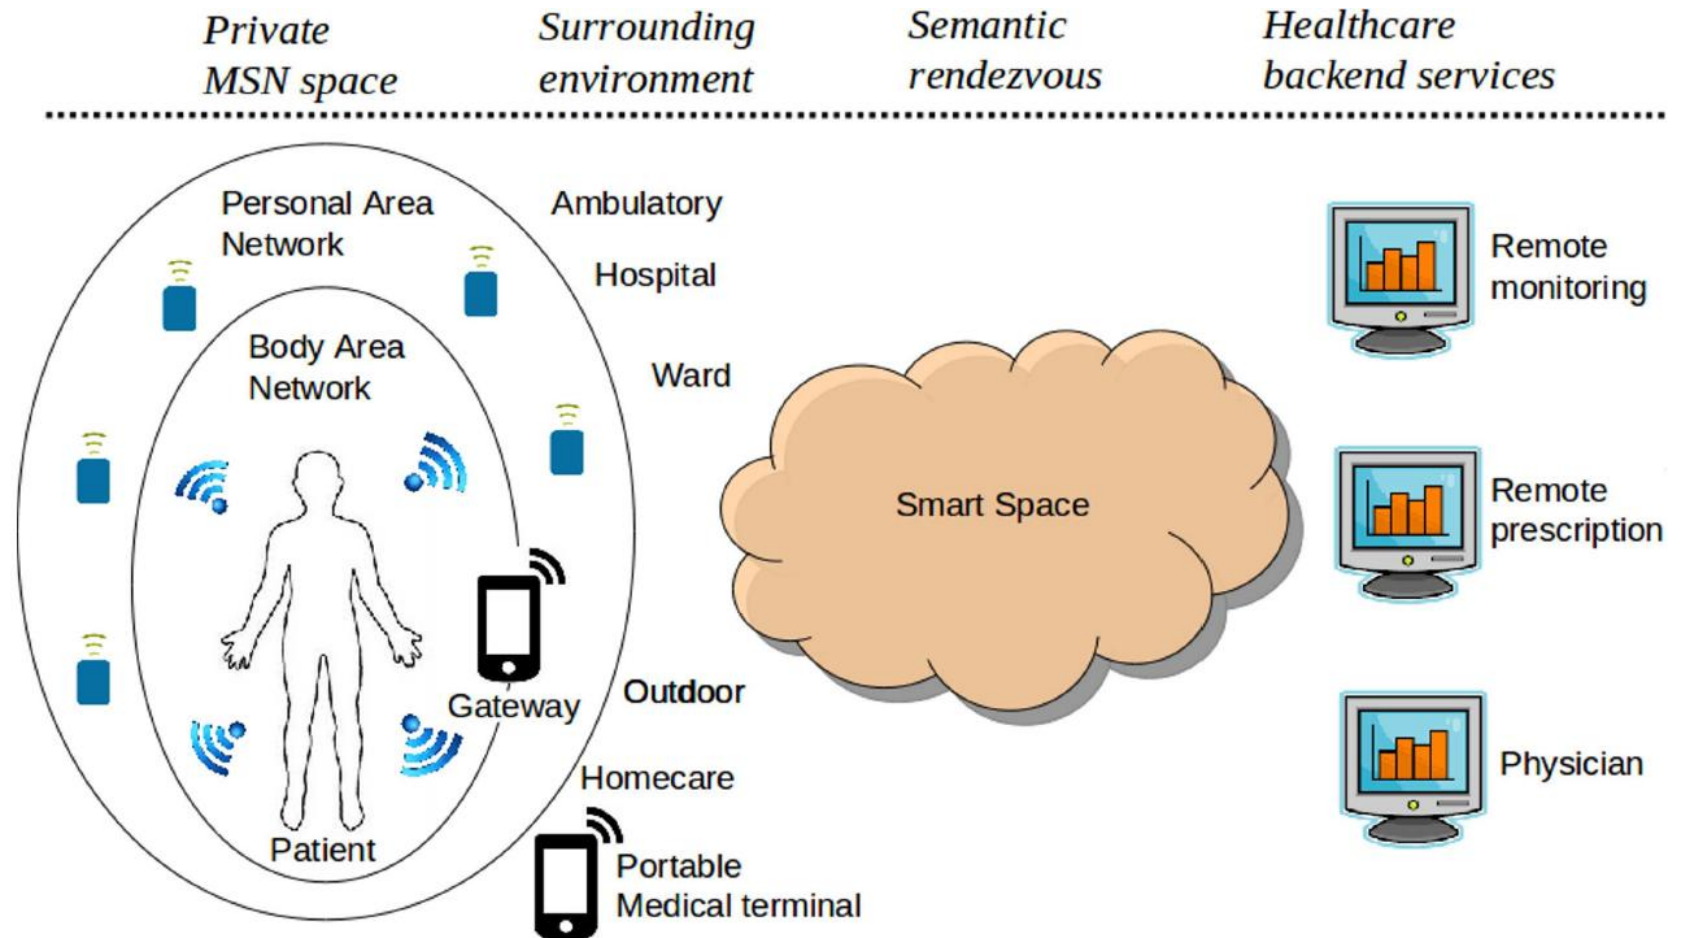 Private
MSN space
Surrounding
environment
Semantic
rendezvous
Healthcare
backend services
Personal Area
Network
Body Area
Network
Patient
Gateway
Ambulatory
Hospital
Ward
Outdoor
Homecare
Portable
Medical terminal
Smart Space
Remote
monitoring
Remote
prescription
Physician